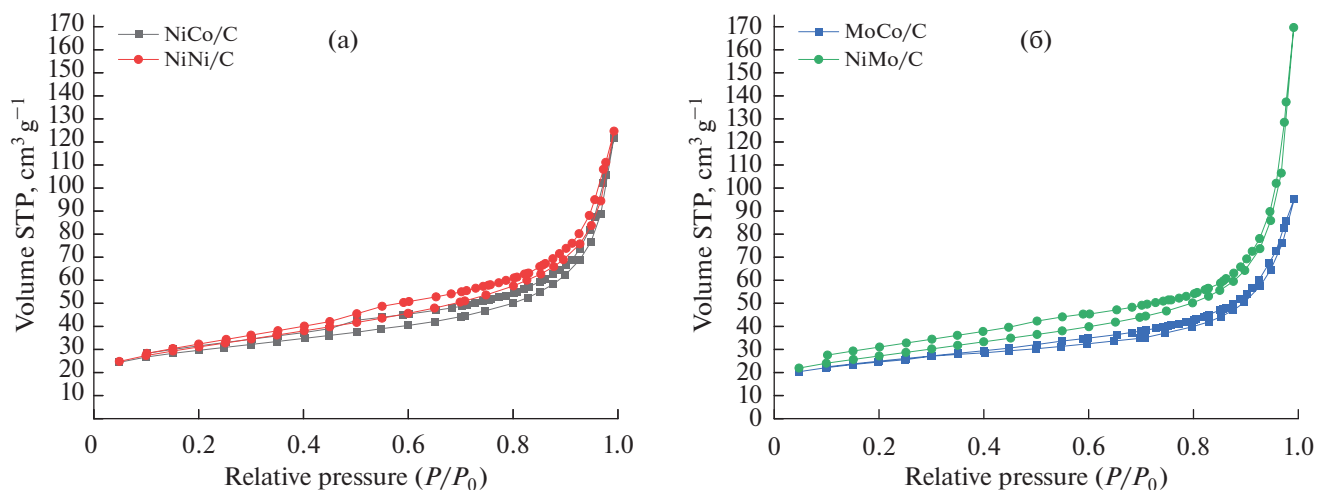 170
160
150
140
130
120
110
100
90
80
70
60
50
40
30
20
10
Volume STP, cm³ g⁻¹
NiCo/C
NiNi/C
(а)
0 0.2 0.4 0.6 0.8 1.0
Relative pressure (P/P₀)
170
160
150
140
130
120
110
100
90
80
70
60
50
40
30
20
10
0
Volume STP, cm³ g⁻¹
MoCo/C
NiMo/C
(б)
0 0.2 0.4 0.6 0.8 1.0
Relative pressure (P/P₀)